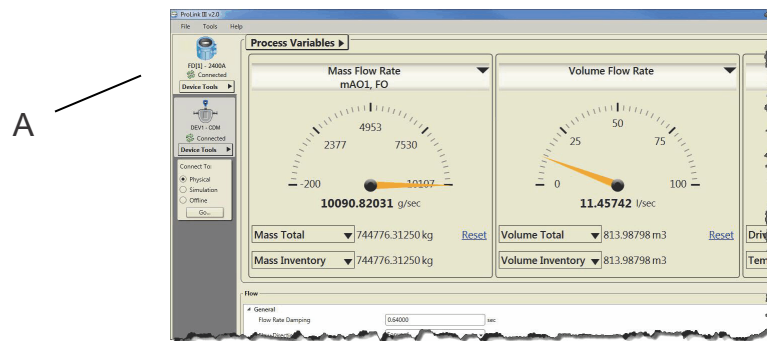 ProLink III v2.0
File Tools Help
A
FD[1] - 2400A
Connected
Device Tools
DEV1 - CDM
Connected
Device Tools
Connect To:
Physical
Simulation
Offline
Go...
Process Variables
Mass Flow Rate
mAO1, FO
-200
2377
4953
7530
10107
10090.82031 g/sec
Mass Total 744776.31250 kg Reset
Mass Inventory 744776.31250 kg
Volume Flow Rate
0
25
50
75
100
11.45742 l/sec
Volume Total 813.98798 m3 Reset
Volume Inventory 813.98798 m3
Flow
General
Flow Rate Damping 0.64000 sec